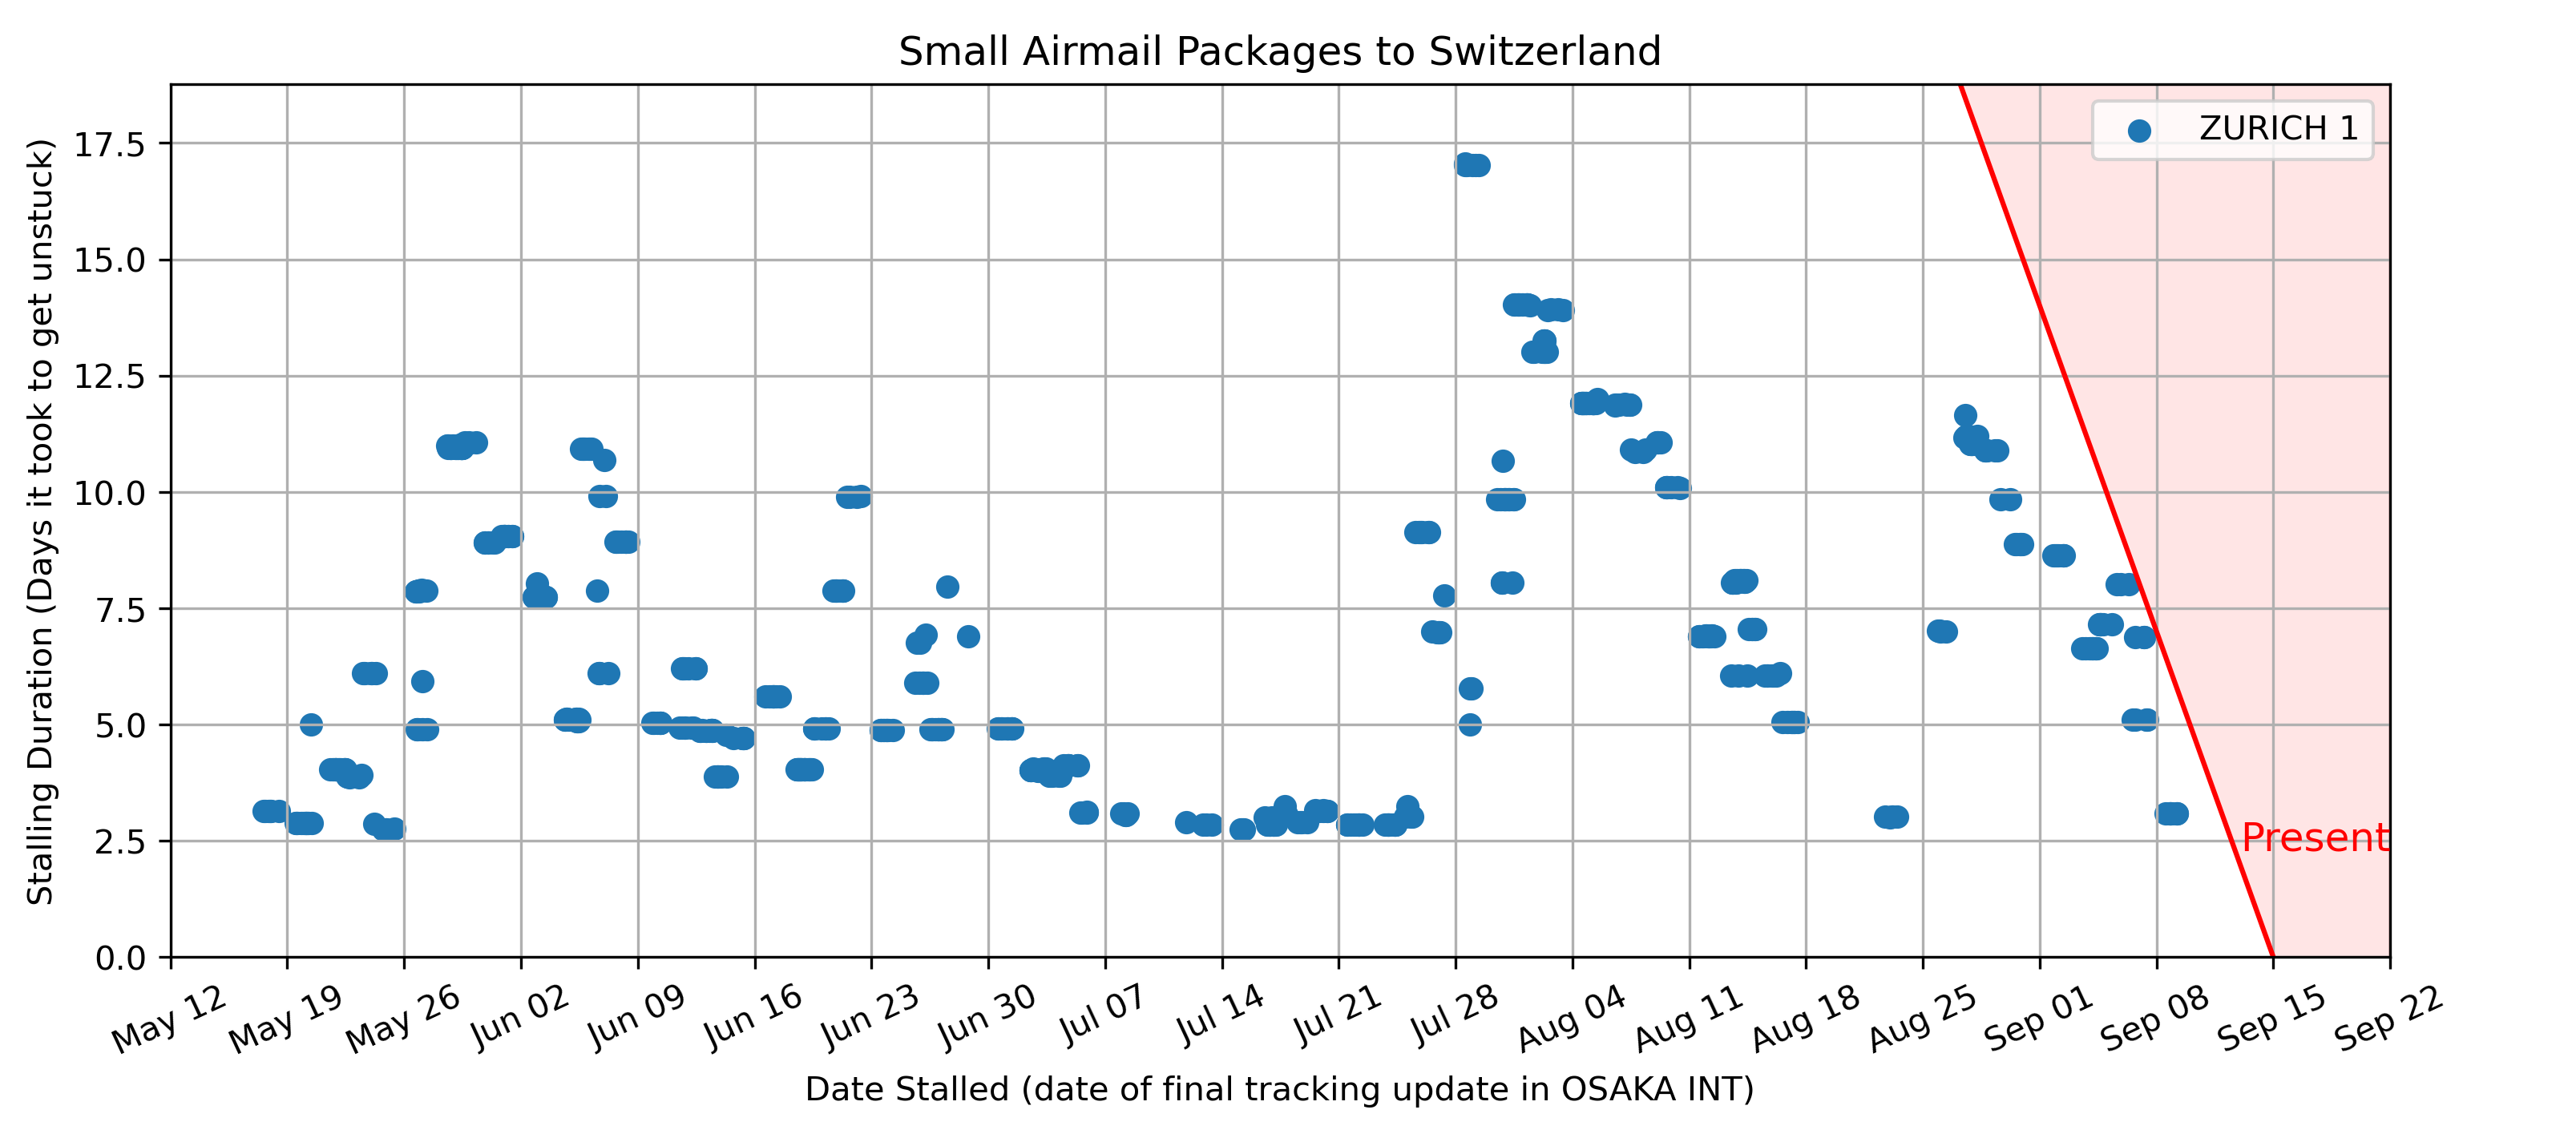 Small Airmail Packages to Switzerland
Stalling Duration (Days it took to get unstuck)
17.5
15.0
12.5
10.0
7.5
5.0
2.5
0.0
ZURICH 1
Present
May 12
May 19
May 26
Jun 02
Jun 09
Jun 16
Jun 23
Jun 30
Jul 07
Jul 14
Jul 21
Jul 28
Aug 04
Aug 11
Aug 18
Aug 25
Sep 01
Sep 08
Sep 15
Sep 22
Date Stalled (date of final tracking update in OSAKA INT)